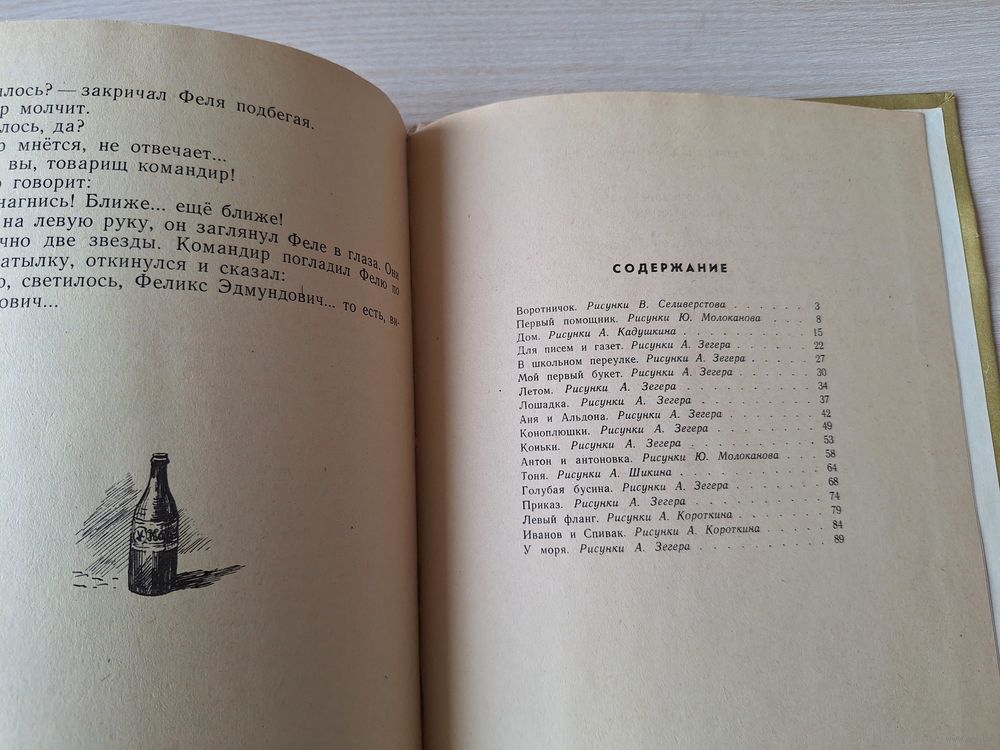 лось? — закричал Феля подбегая.
р молчит.
лось, да?
р мнётся, не отвечает...
вы, товарищ командир!
говорит:
нагнись! Ближе... ещё ближе!
на левую руку, он заглянул Феле в глаза. Они
чно две звезды. Командир погладил Фелю по
атылку, откинулся и сказал:
о, светилось, Феликс Эдмундович... то есть, ви-
ович...
СОДЕРЖАНИЕ
Воротничок. Рисунки В. Селиверстова . . . . . . . 3
Первый помощник. Рисунки Ю. Молоканова . . . . . 8
Дом. Рисунки А. Кадушкина . . . . . . . . . . 15
Для писем и газет. Рисунки А. Зегера . . . . . . . 22
В школьном переулке. Рисунки А. Зегера . . . . . . 27
Мой первый букет. Рисунки А. Зегера . . . . . . . 30
Летом. Рисунки А. Зегера . . . . . . . . . . 34
Лошадка. Рисунки А. Зегера . . . . . . . . . 37
Аня и Альдона. Рисунки А. Зегера . . . . . . . 42
Коноплюшки. Рисунки А. Зегера . . . . . . . . 49
Коньки. Рисунки А. Зегера . . . . . . . . . . 53
Антон и антоновка. Рисунки Ю. Молоканова . . . . 58
Тоня. Рисунки А. Шикина . . . . . . . . . . 64
Голубая бусина. Рисунки А. Зегера . . . . . . . 68
Приказ. Рисунки А. Зегера . . . . . . . . . . 74
Левый фланг. Рисунки А. Короткина . . . . . . . 79
Иванов и Спивак. Рисунки А. Короткина . . . . . 84
У моря. Рисунки А. Зегера . . . . . . . . . . 89